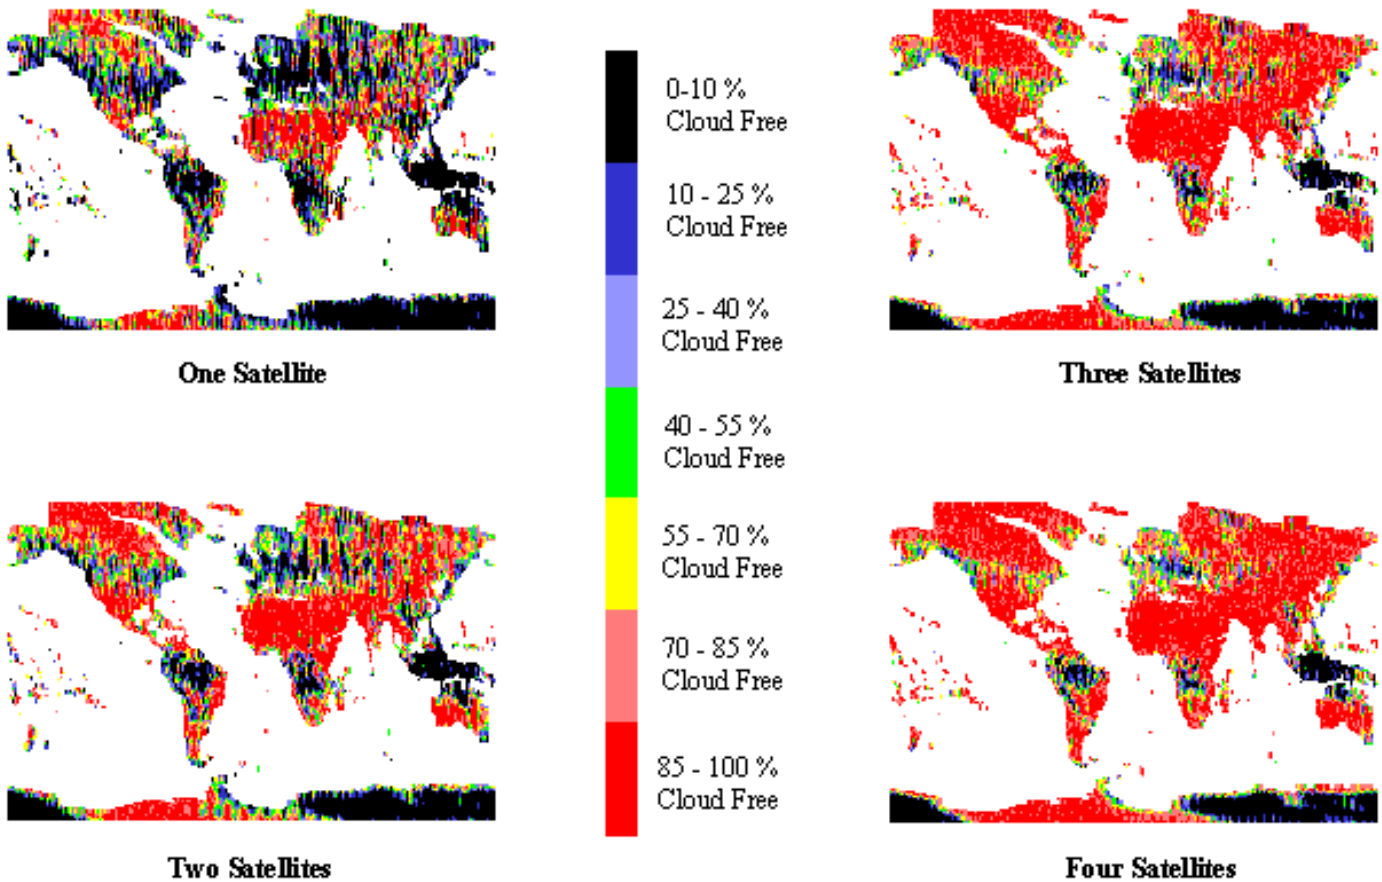 0-10 %
Cloud Free
10 - 25 %
Cloud Free
25 - 40 %
Cloud Free
40 - 55 %
Cloud Free
55 - 70 %
Cloud Free
70 - 85 %
Cloud Free
85 - 100 %
Cloud Free
One Satellite
Three Satellites
Two Satellites
Four Satellites